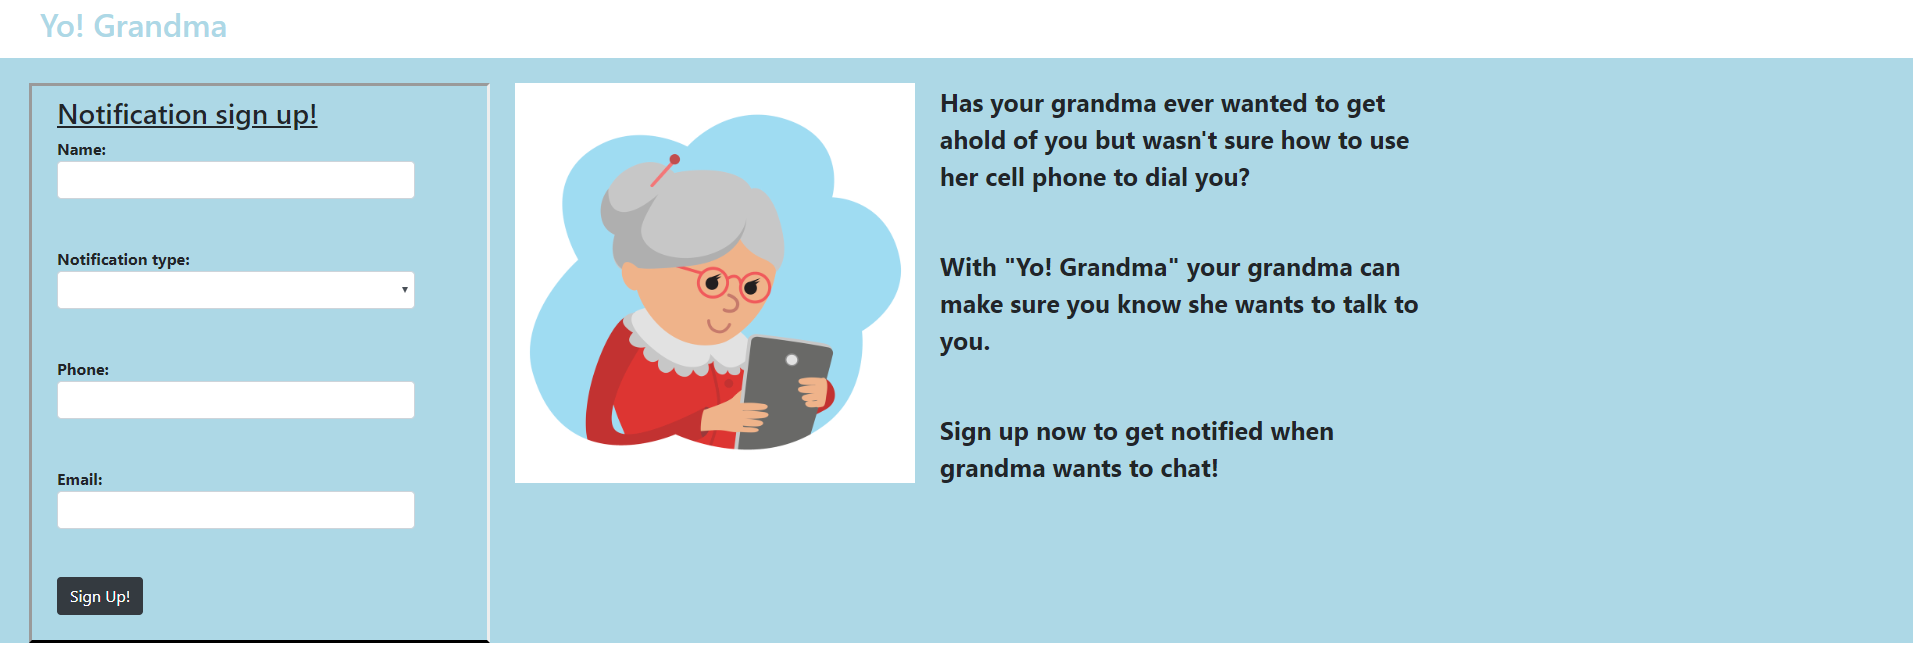 Yo! Grandma
Notification sign up!
Name:
Notification type:
Phone:
Email:
Sign Up!
Has your grandma ever wanted to get
ahold of you but wasn't sure how to use
her cell phone to dial you?
With "Yo! Grandma" your grandma can
make sure you know she wants to talk to
you.
Sign up now to get notified when
grandma wants to chat!